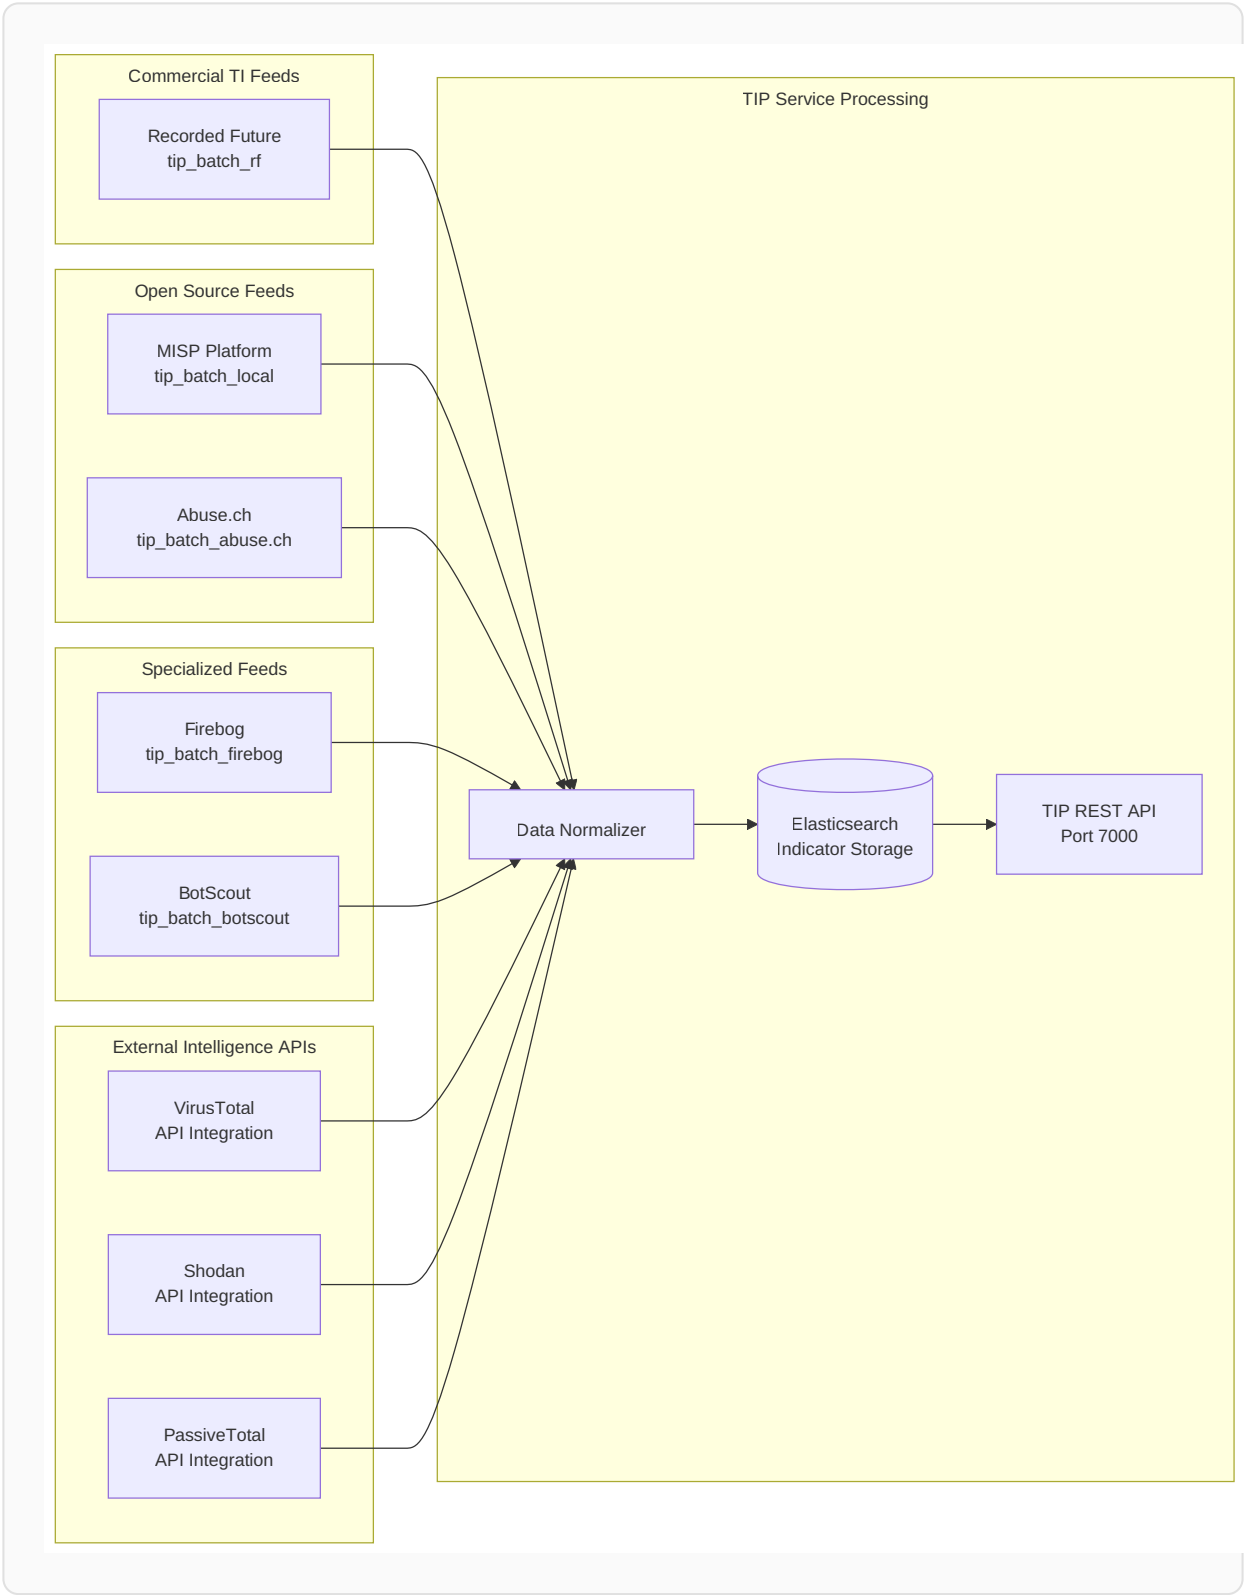 Commercial TI Feeds
Recorded Future
tip_batch_rf
Open Source Feeds
MISP Platform
tip_batch_local
Abuse.ch
tip_batch_abuse.ch
Specialized Feeds
Firebog
tip_batch_firebog
BotScout
tip_batch_botscout
External Intelligence APIs
VirusTotal
API Integration
Shodan
API Integration
PassiveTotal
API Integration
TIP Service Processing
Data Normalizer
Elasticsearch
Indicator Storage
TIP REST API
Port 7000